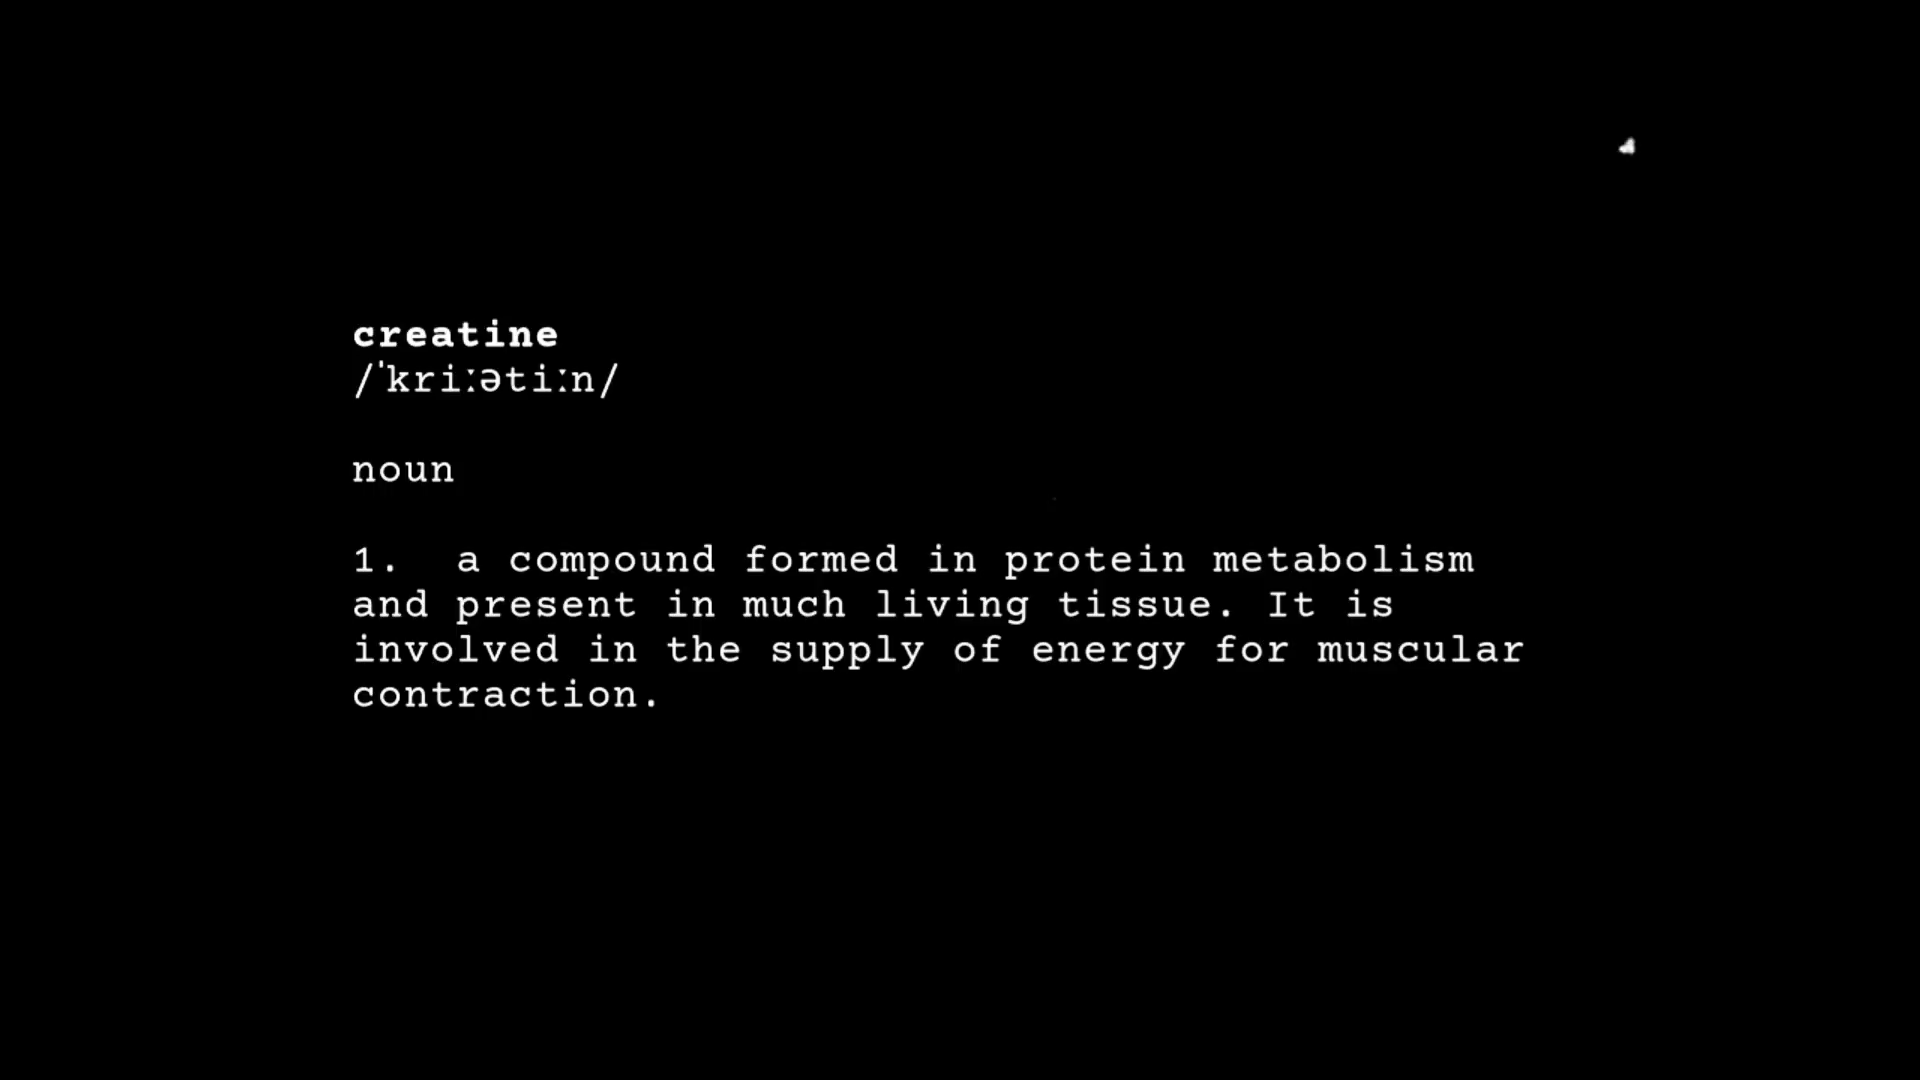 creatine
/ˈkriːətiːn/
noun
1. a compound formed in protein metabolism
and present in much living tissue. It is
involved in the supply of energy for muscular
contraction.